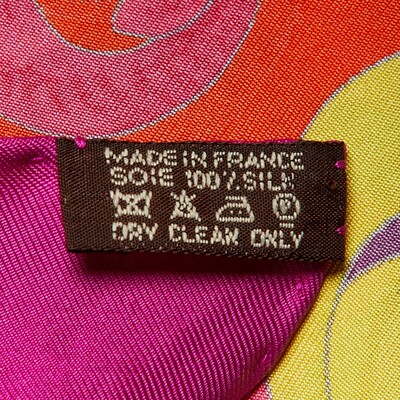 MADE IN FRANCE
SOIE 100% SILK
DRY CLEAN ONLY